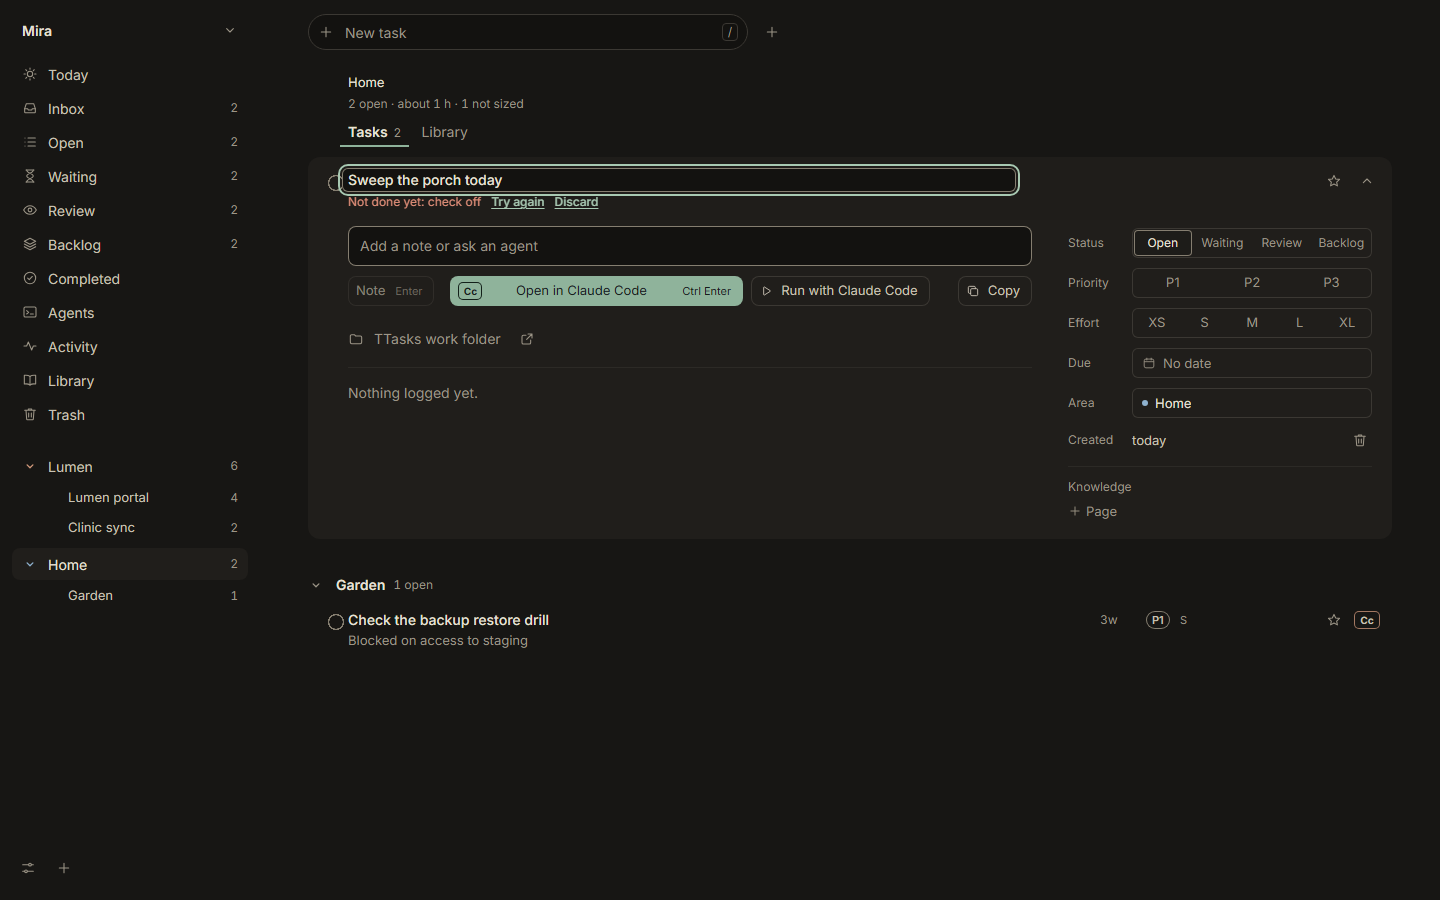 Mira
Today
Inbox 2
Open 2
Waiting 2
Review 2
Backlog 2
Completed
Agents
Activity
Library
Trash
Lumen 6
Lumen portal 4
Clinic sync 2
Home 2
Garden 1
New task /
Home
2 open · about 1 h · 1 not sized
Tasks 2 Library
Sweep the porch today
Not done yet: check off Try again Discard
Add a note or ask an agent
Note Enter Cc Open in Claude Code Ctrl Enter Run with Claude Code Copy
TTasks work folder
Nothing logged yet.
Status Open Waiting Review Backlog
Priority P1 P2 P3
Effort XS S M L XL
Due No date
Area Home
Created today
Knowledge
Page
Garden 1 open
Check the backup restore drill 3w P1 S Cc
Blocked on access to staging